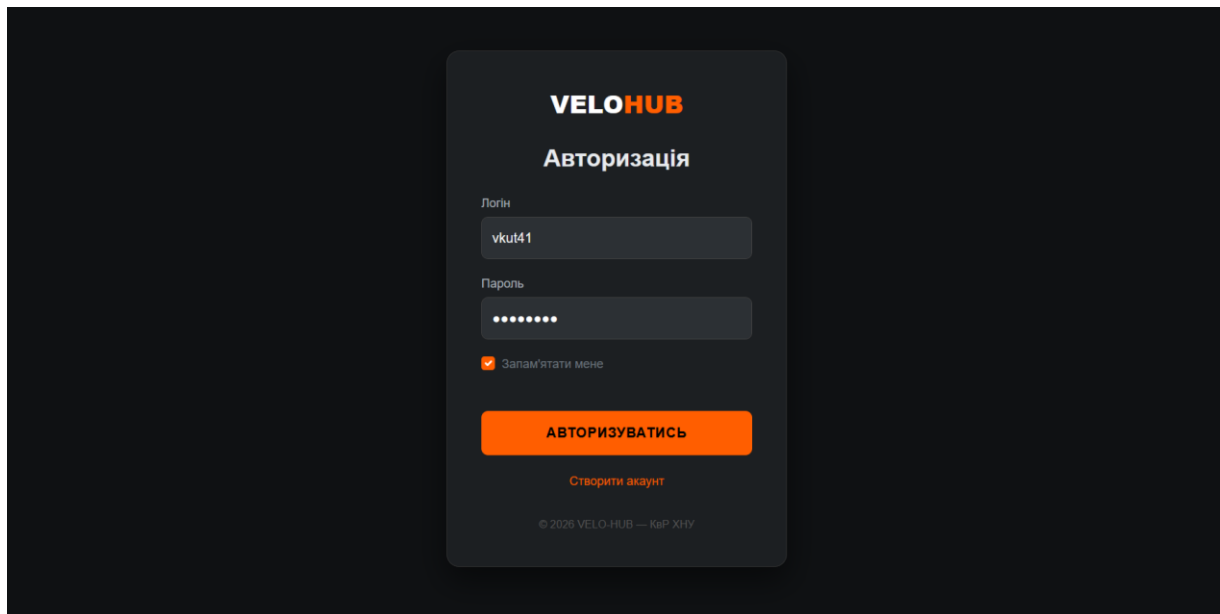 VELOHUB
Авторизація
Логін
vkut41
Пароль
••••••••
Запам'ятати мене
АВТОРИЗУВАТИСЬ
Створити акаунт
© 2026 VELO-HUB — КвР ХНУ